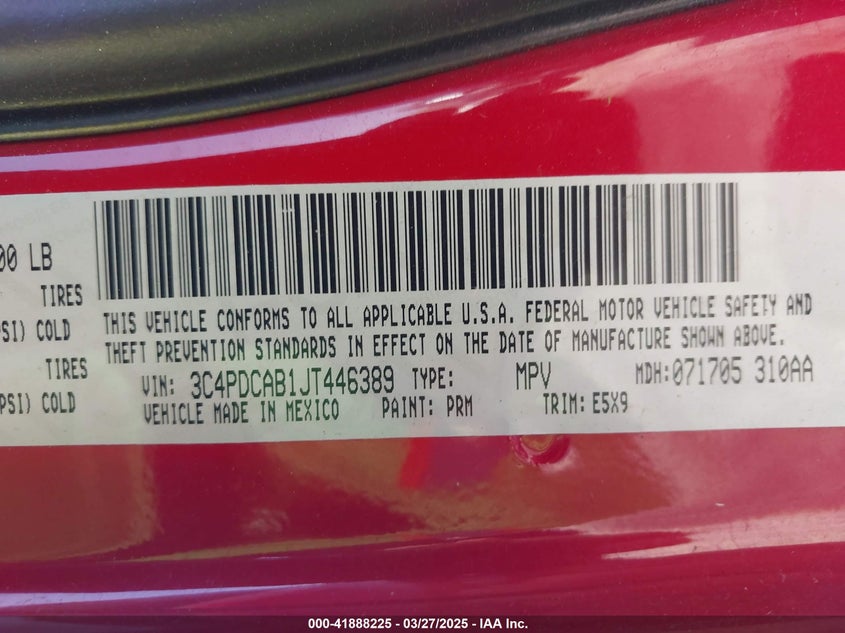 00 LB
TIRES
PSI) COLD
TIRES
PSI) COLD
THIS VEHICLE CONFORMS TO ALL APPLICABLE U.S.A. FEDERAL MOTOR VEHICLE SAFETY AND
THEFT PREVENTION STANDARDS IN EFFECT ON THE DATE OF MANUFACTURE SHOWN ABOVE.
VIN: 3C4PDCAB1JT446389 TYPE: MPV MDH:071705 310AA
VEHICLE MADE IN MEXICO PAINT: PRM TRIM: E5X9
000-41888225 - 03/27/2025 - IAA Inc.